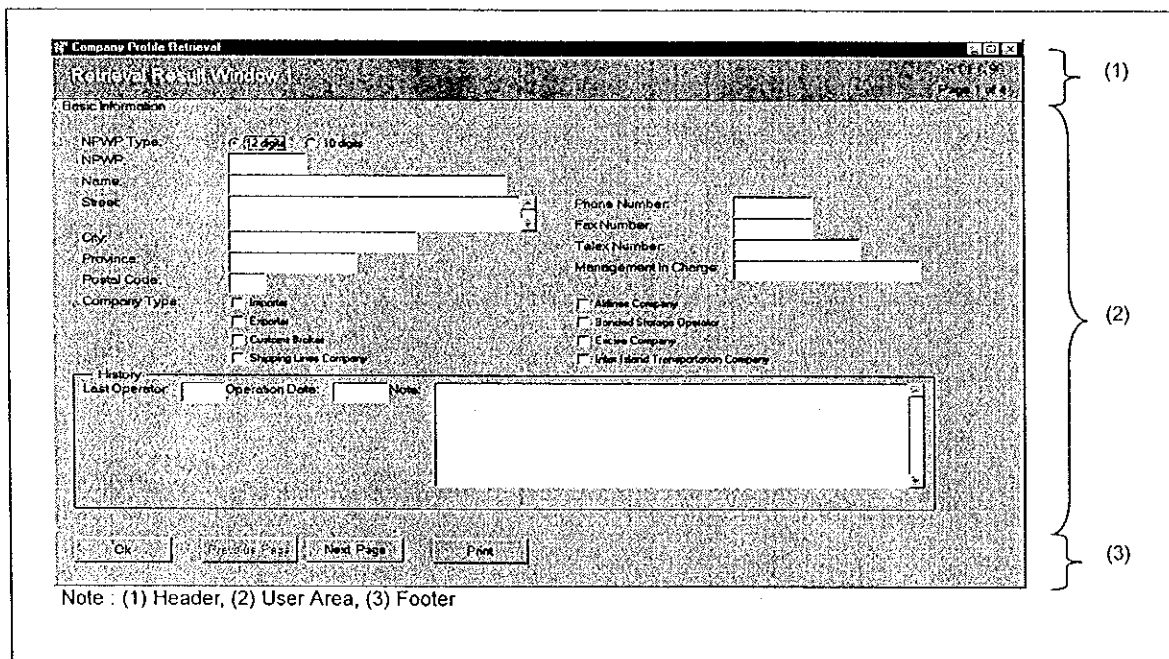 Company Profile Retrieval
Retrieval Result Window 1
Page 1 of 4
(1)
Basic Information
NPWP Type: 12 digits 10 digits
NPWP:
Name:
Street: Phone Number:
Fax Number:
City: Telex Number:
Province: Management In Charge:
Postal Code:
Company Type Importer Airlines Company
Exporter Bonded Storage Operator
Customs Broker Excise Company
Shipping Lines Company Inter Island Transportation Company
(2)
History
Last Operator: Operation Date: Note:
Ok Previous Page Next Page Print
(3)
Note : (1) Header, (2) User Area, (3) Footer